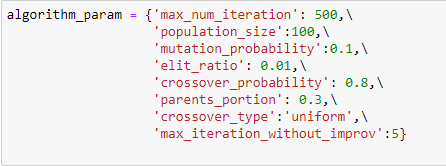 algorithm_param = {'max_num_iteration': 500,\
'population_size':100,\
'mutation_probability':0.1,\
'elit_ratio': 0.01,\
'crossover_probability': 0.8,\
'parents_portion': 0.3,\
'crossover_type':'uniform',\
'max_iteration_without_improv':5}